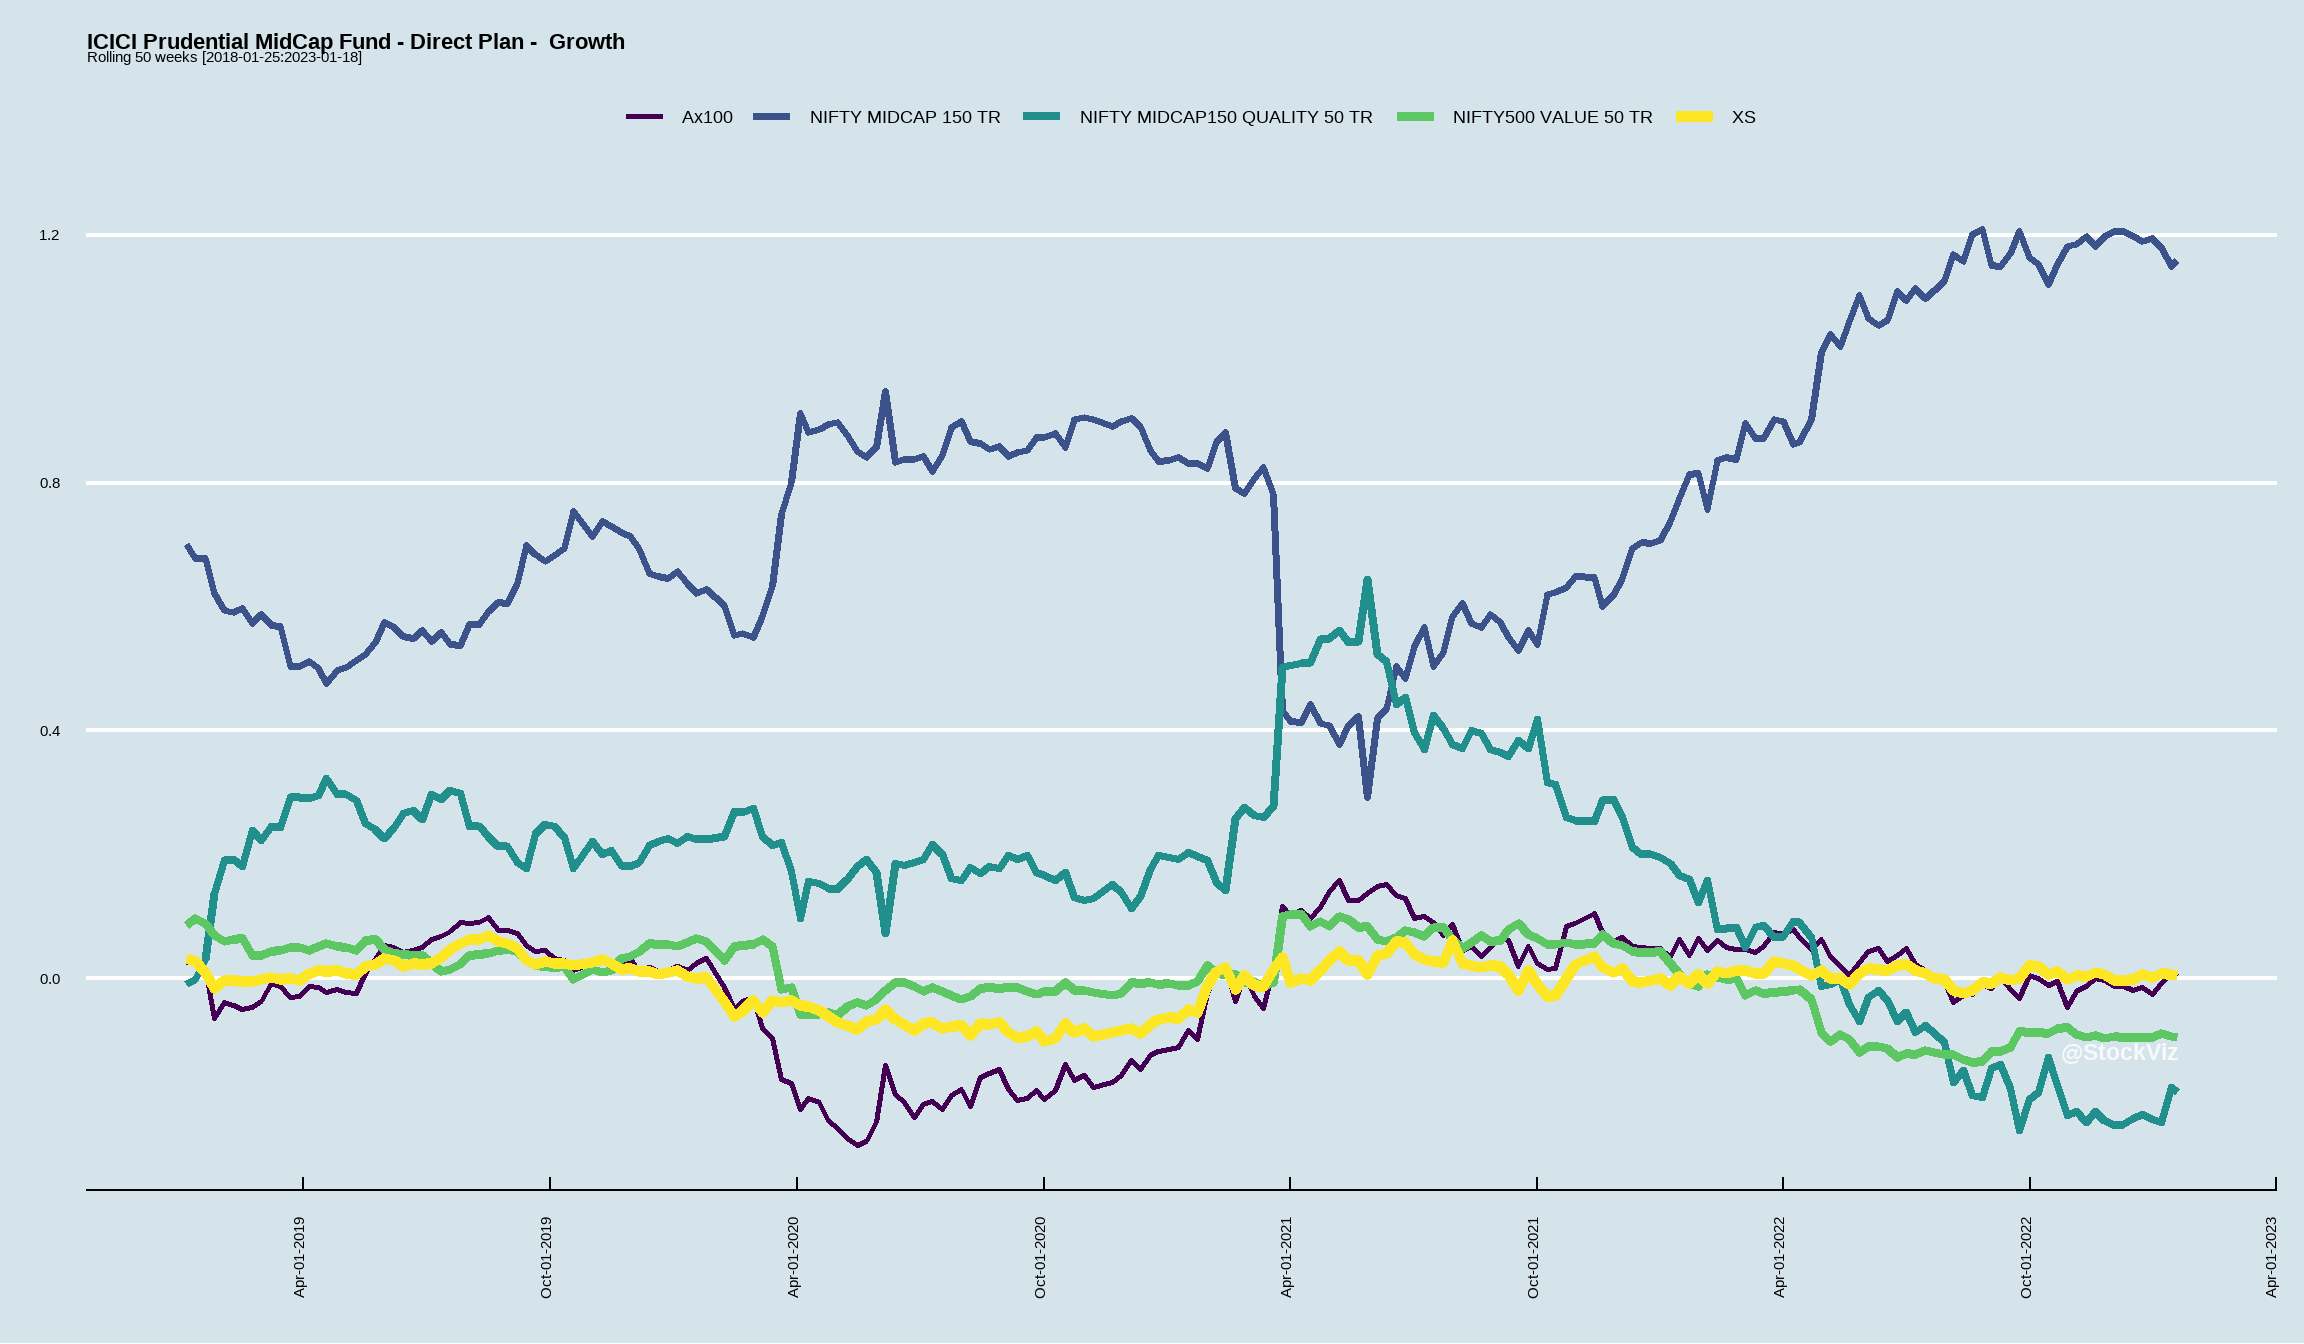 ICICI Prudential MidCap Fund - Direct Plan -  Growth
Rolling 50 weeks [2018-01-25:2023-01-18]
Ax100 NIFTY MIDCAP 150 TR NIFTY MIDCAP150 QUALITY 50 TR NIFTY500 VALUE 50 TR XS
1.2
0.8
0.4
0.0
@StockViz
Apr-01-2019 Oct-01-2019 Apr-01-2020 Oct-01-2020 Apr-01-2021 Oct-01-2021 Apr-01-2022 Oct-01-2022 Apr-01-2023